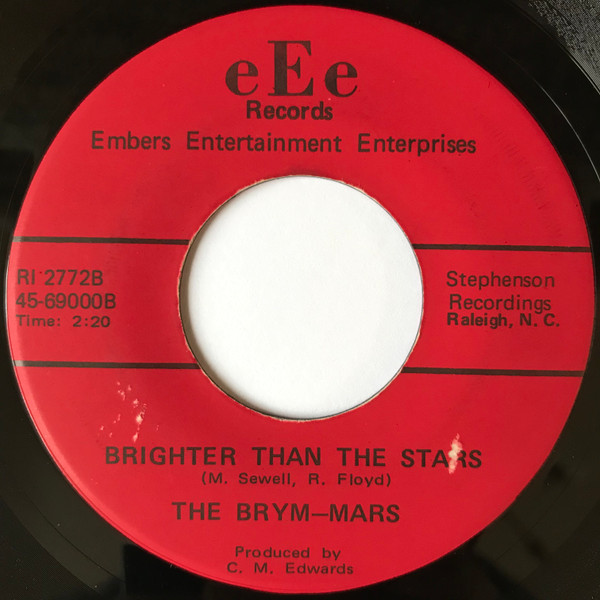 eEe
Records
Embers Entertainment Enterprises
RI 2772B
45-69000B
Time: 2:20
Stephenson
Recordings
Raleigh, N. C.
BRIGHTER THAN THE STARS
(M. Sewell, R. Floyd)
THE BRYM—MARS
Produced by
C. M. Edwards